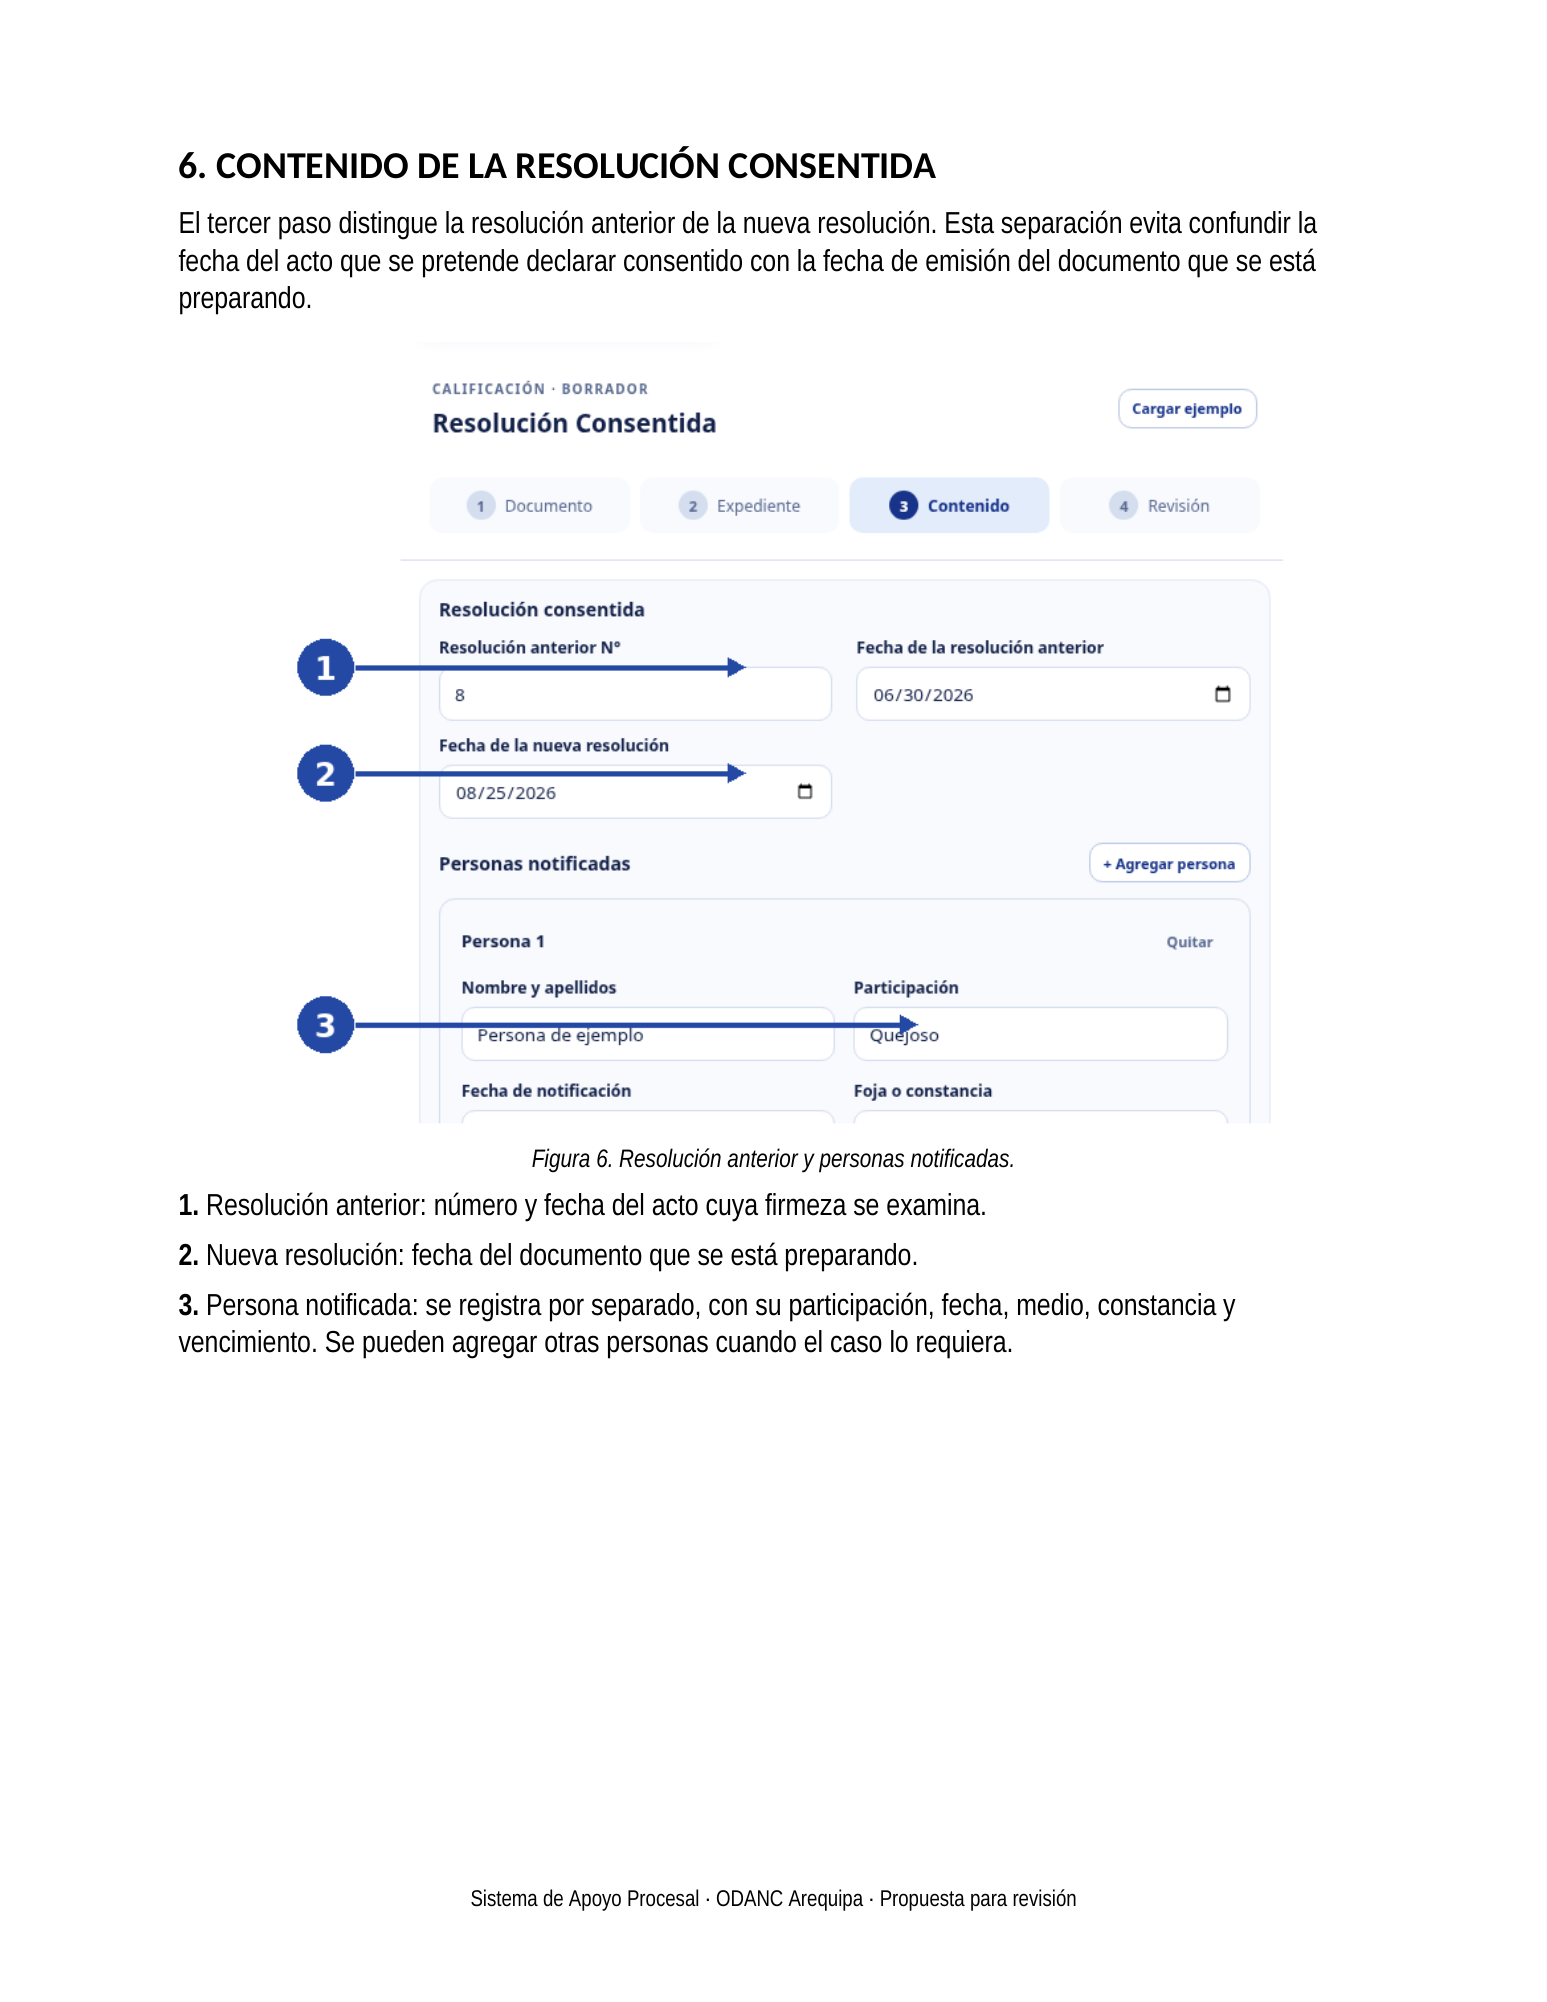 6. CONTENIDO DE LA RESOLUCIÓN CONSENTIDA
El tercer paso distingue la resolución anterior de la nueva resolución. Esta separación evita confundir la
fecha del acto que se pretende declarar consentido con la fecha de emisión del documento que se está
preparando.
CALIFICACIÓN · BORRADOR
Resolución Consentida
Cargar ejemplo
1 Documento
2 Expediente
3 Contenido
4 Revisión
Resolución consentida
Resolución anterior N°
Fecha de la resolución anterior
1
8
06/30/2026
Fecha de la nueva resolución
2
08/25/2026
Personas notificadas
+ Agregar persona
Persona 1
Quitar
Nombre y apellidos
Participación
3
Persona de ejemplo
Quejoso
Fecha de notificación
Foja o constancia
Figura 6. Resolución anterior y personas notificadas.
1. Resolución anterior: número y fecha del acto cuya firmeza se examina.
2. Nueva resolución: fecha del documento que se está preparando.
3. Persona notificada: se registra por separado, con su participación, fecha, medio, constancia y
vencimiento. Se pueden agregar otras personas cuando el caso lo requiera.
Sistema de Apoyo Procesal · ODANC Arequipa · Propuesta para revisión